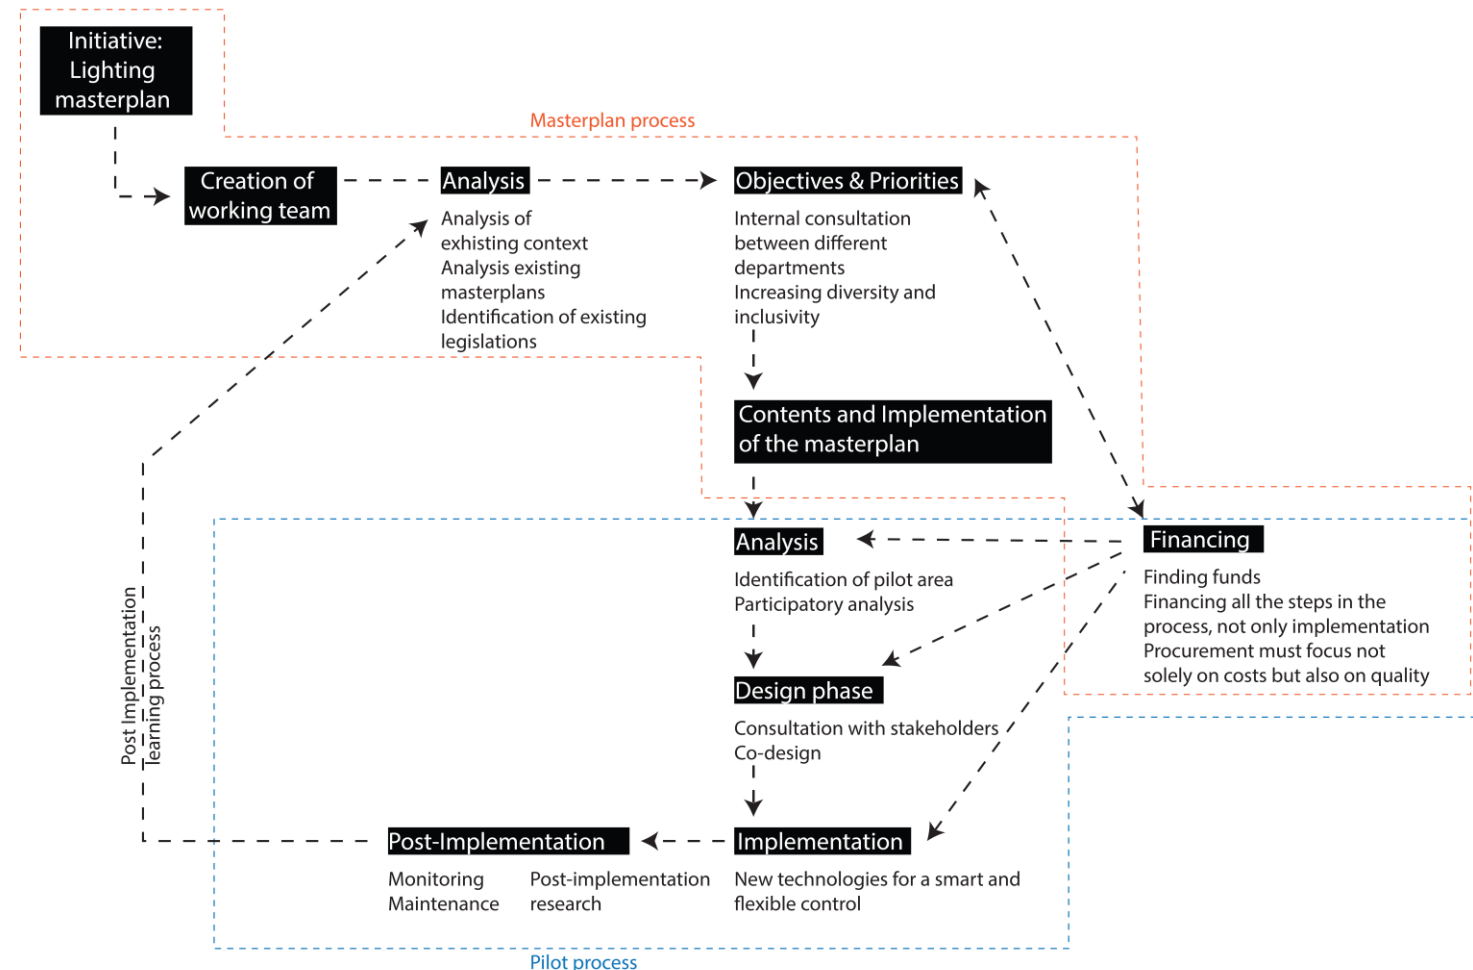 Initiative:
Lighting
masterplan
Masterplan process
Creation of
working team
Analysis
Analysis of
exhisting context
Analysis existing
masterplans
Identification of existing
legislations
Objectives & Priorities
Internal consultation
between different
departments
Increasing diversity and
inclusivity
Contents and Implementation
of the masterplan
Analysis
Identification of pilot area
Participatory analysis
Financing
Finding funds
Financing all the steps in the
process, not only implementation
Procurement must focus not
solely on costs but also on quality
Design phase
Consultation with stakeholders
Co-design
Implementation
New technologies for a smart and
flexible control
Post-Implementation
Monitoring
Maintenance
Post-implementation
research
Post Implementation
learning process
Pilot process